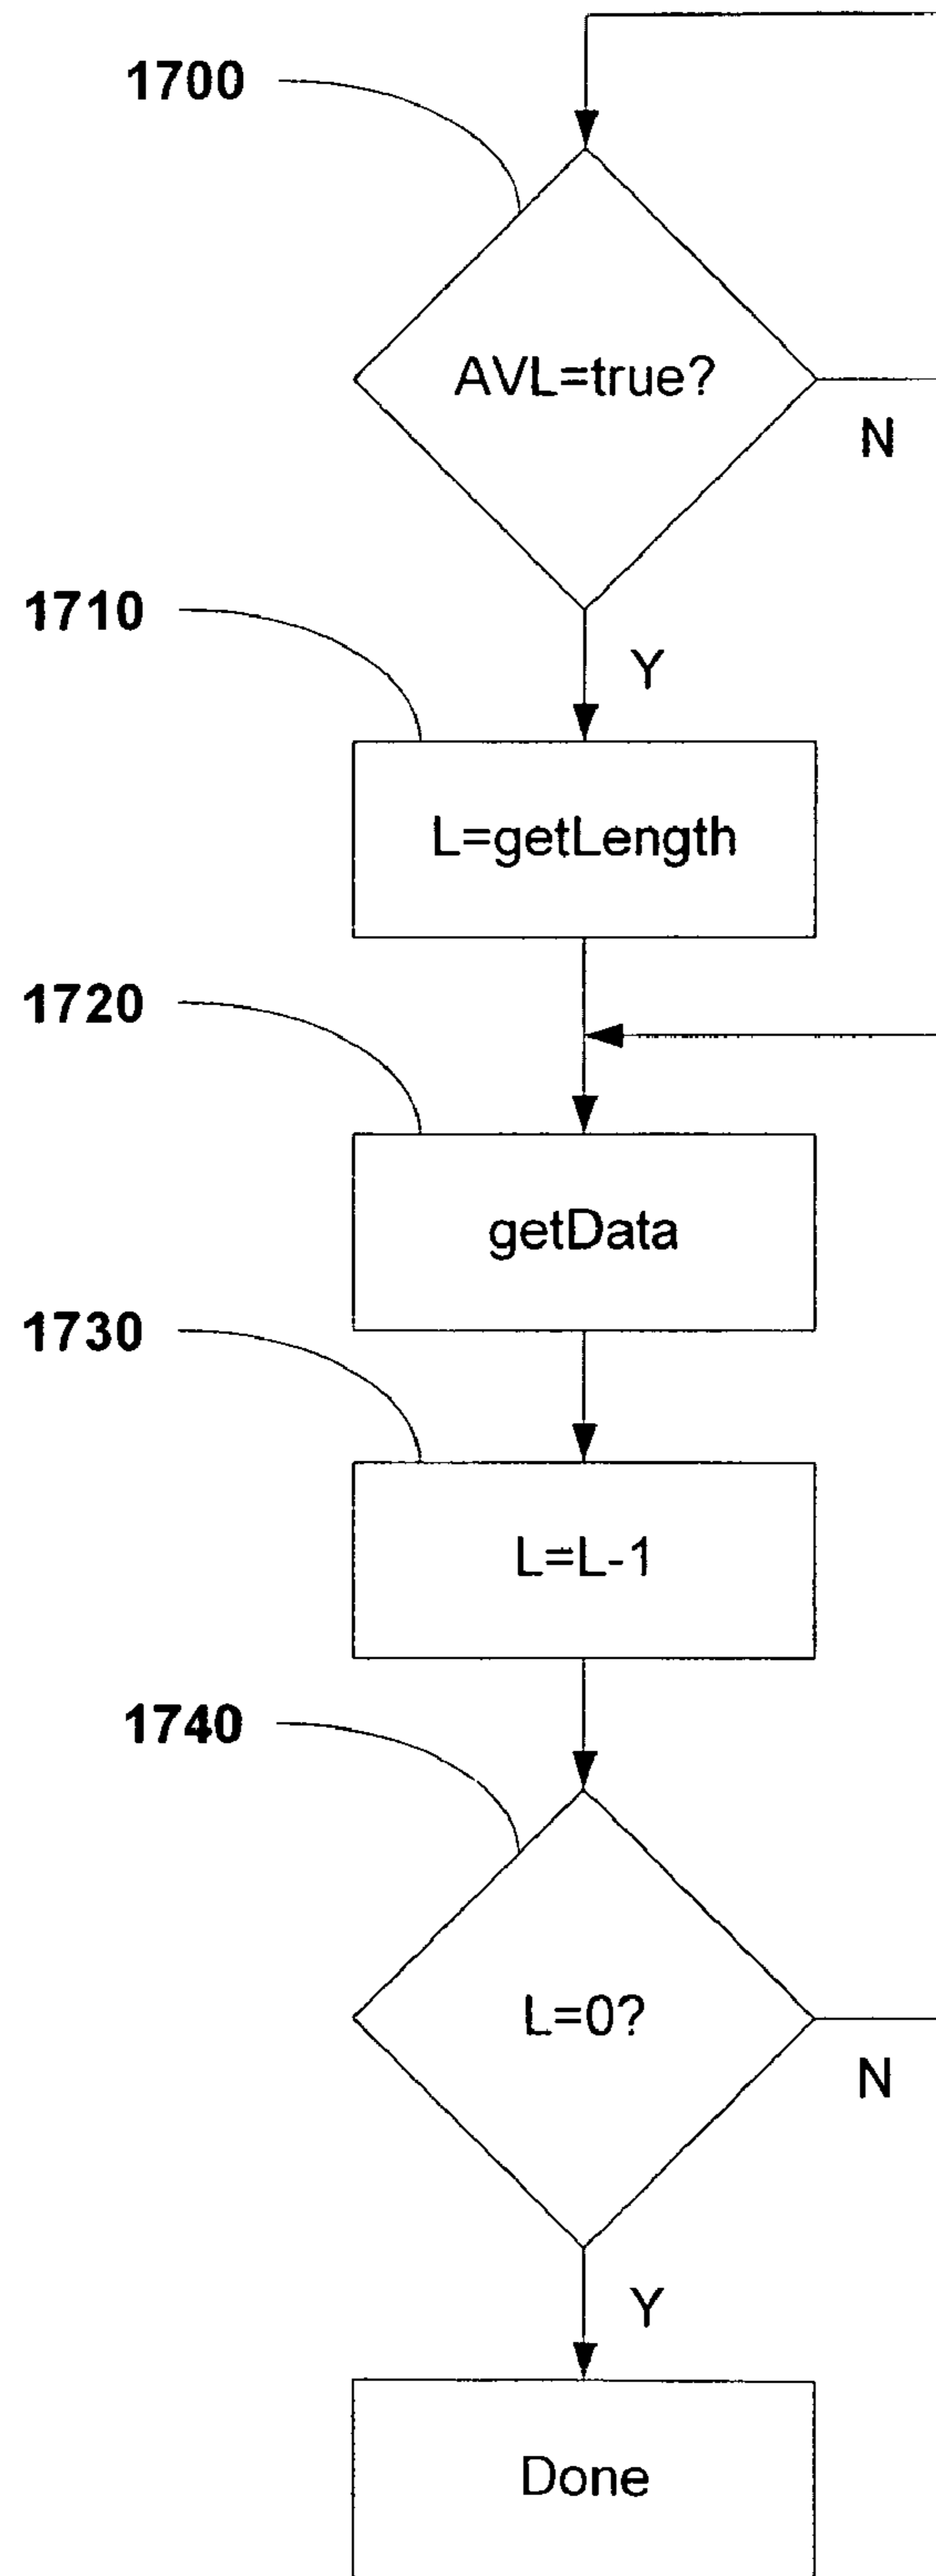 1700
AVL=true?
N
1710
Y
L=getLength
1720
getData
1730
L=L-1
1740
L=0?
N
Y
Done